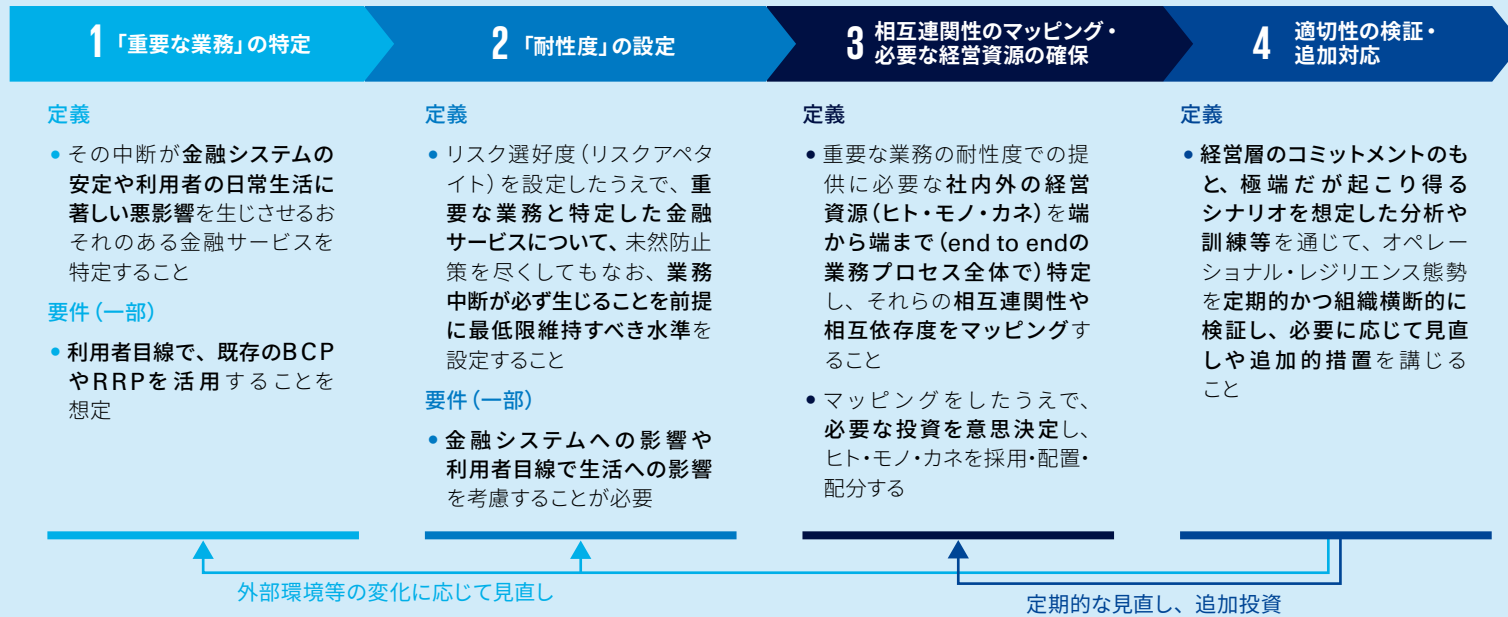 1 「重要な業務」の特定
2 「耐性度」の設定
3 相互連関性のマッピング・
必要な経営資源の確保
4 適切性の検証・
追加対応
定義
• その中断が金融システムの
安定や利用者の日常生活に
著しい悪影響を生じさせるお
それのある金融サービスを
特定すること
要件（一部）
• 利用者目線で、既存のBCP
やRRPを活用することを
想定
定義
• リスク選好度（リスクアペタ
イト）を設定したうえで、重
要な業務と特定した金融
サービスについて、未然防止
策を尽くしてもなお、業務
中断が必ず生じることを前提
に最低限維持すべき水準を
設定すること
要件（一部）
• 金融システムへの影響や
利用者目線で生活への影響
を考慮することが必要
定義
• 重要な業務の耐性度での提
供に必要な社内外の経営
資源（ヒト・モノ・カネ）を端
から端まで（end to endの
業務プロセス全体で）特定
し、それらの相互連関性や
相互依存度をマッピングす
ること
• マッピングをしたうえで、
必要な投資を意思決定し、
ヒト・モノ・カネを採用・配置・
配分する
定義
• 経営層のコミットメントのも
と、極端だが起こり得る
シナリオを想定した分析や
訓練等を通じて、オペレー
ショナル・レジリエンス態勢
を定期的かつ組織横断的に
検証し、必要に応じて見直
しや追加的措置を講じる
こと
外部環境等の変化に応じて見直し
定期的な見直し、追加投資